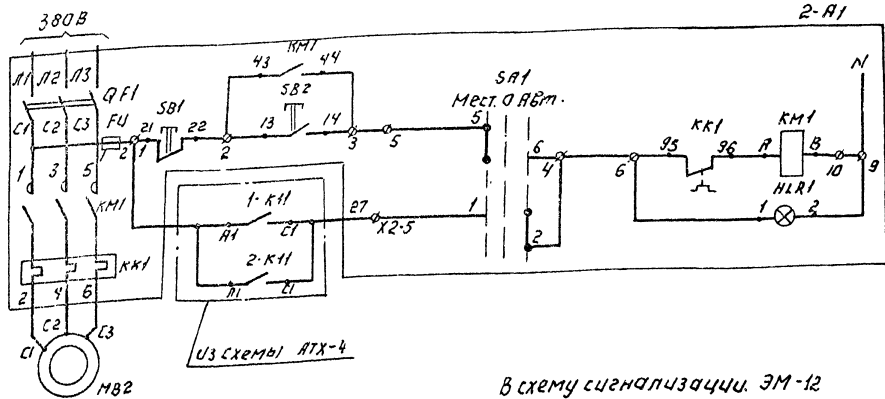 380В
2-А1
Л1 Л2 Л3
КМ1
43 44
QF1
SB1
SB2
SA1
С1 С2 С3
FU
Мест. 0 Авт.
N
21 22
13 14
5
1 2 1 2 3 5
КК1
КМ1
6
95 96 А В
1 3 5
4 6 10 9
HLR1
КМ1
1-К11
27
1
1 2
А1 С1
Х2-5
2
КК1
2-К11
2 4 6
Л1 С1
С1 С2 С3
Из схемы АТХ-4
МВ2
В схему сигнализации. ЭМ-12